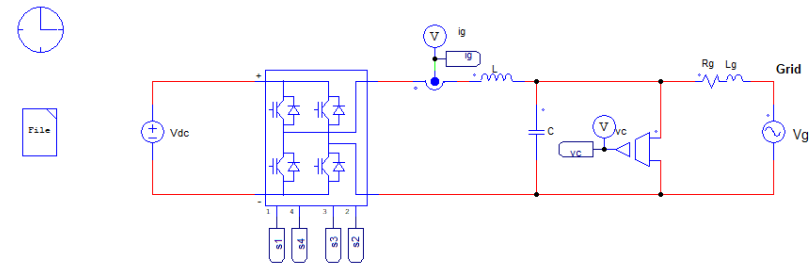 V
ig
ig
L
Rg
Lg
Grid
+
File
Vdc
C
V
vc
vc
Vg
-
1
4
3
2
s1
s4
s3
s2